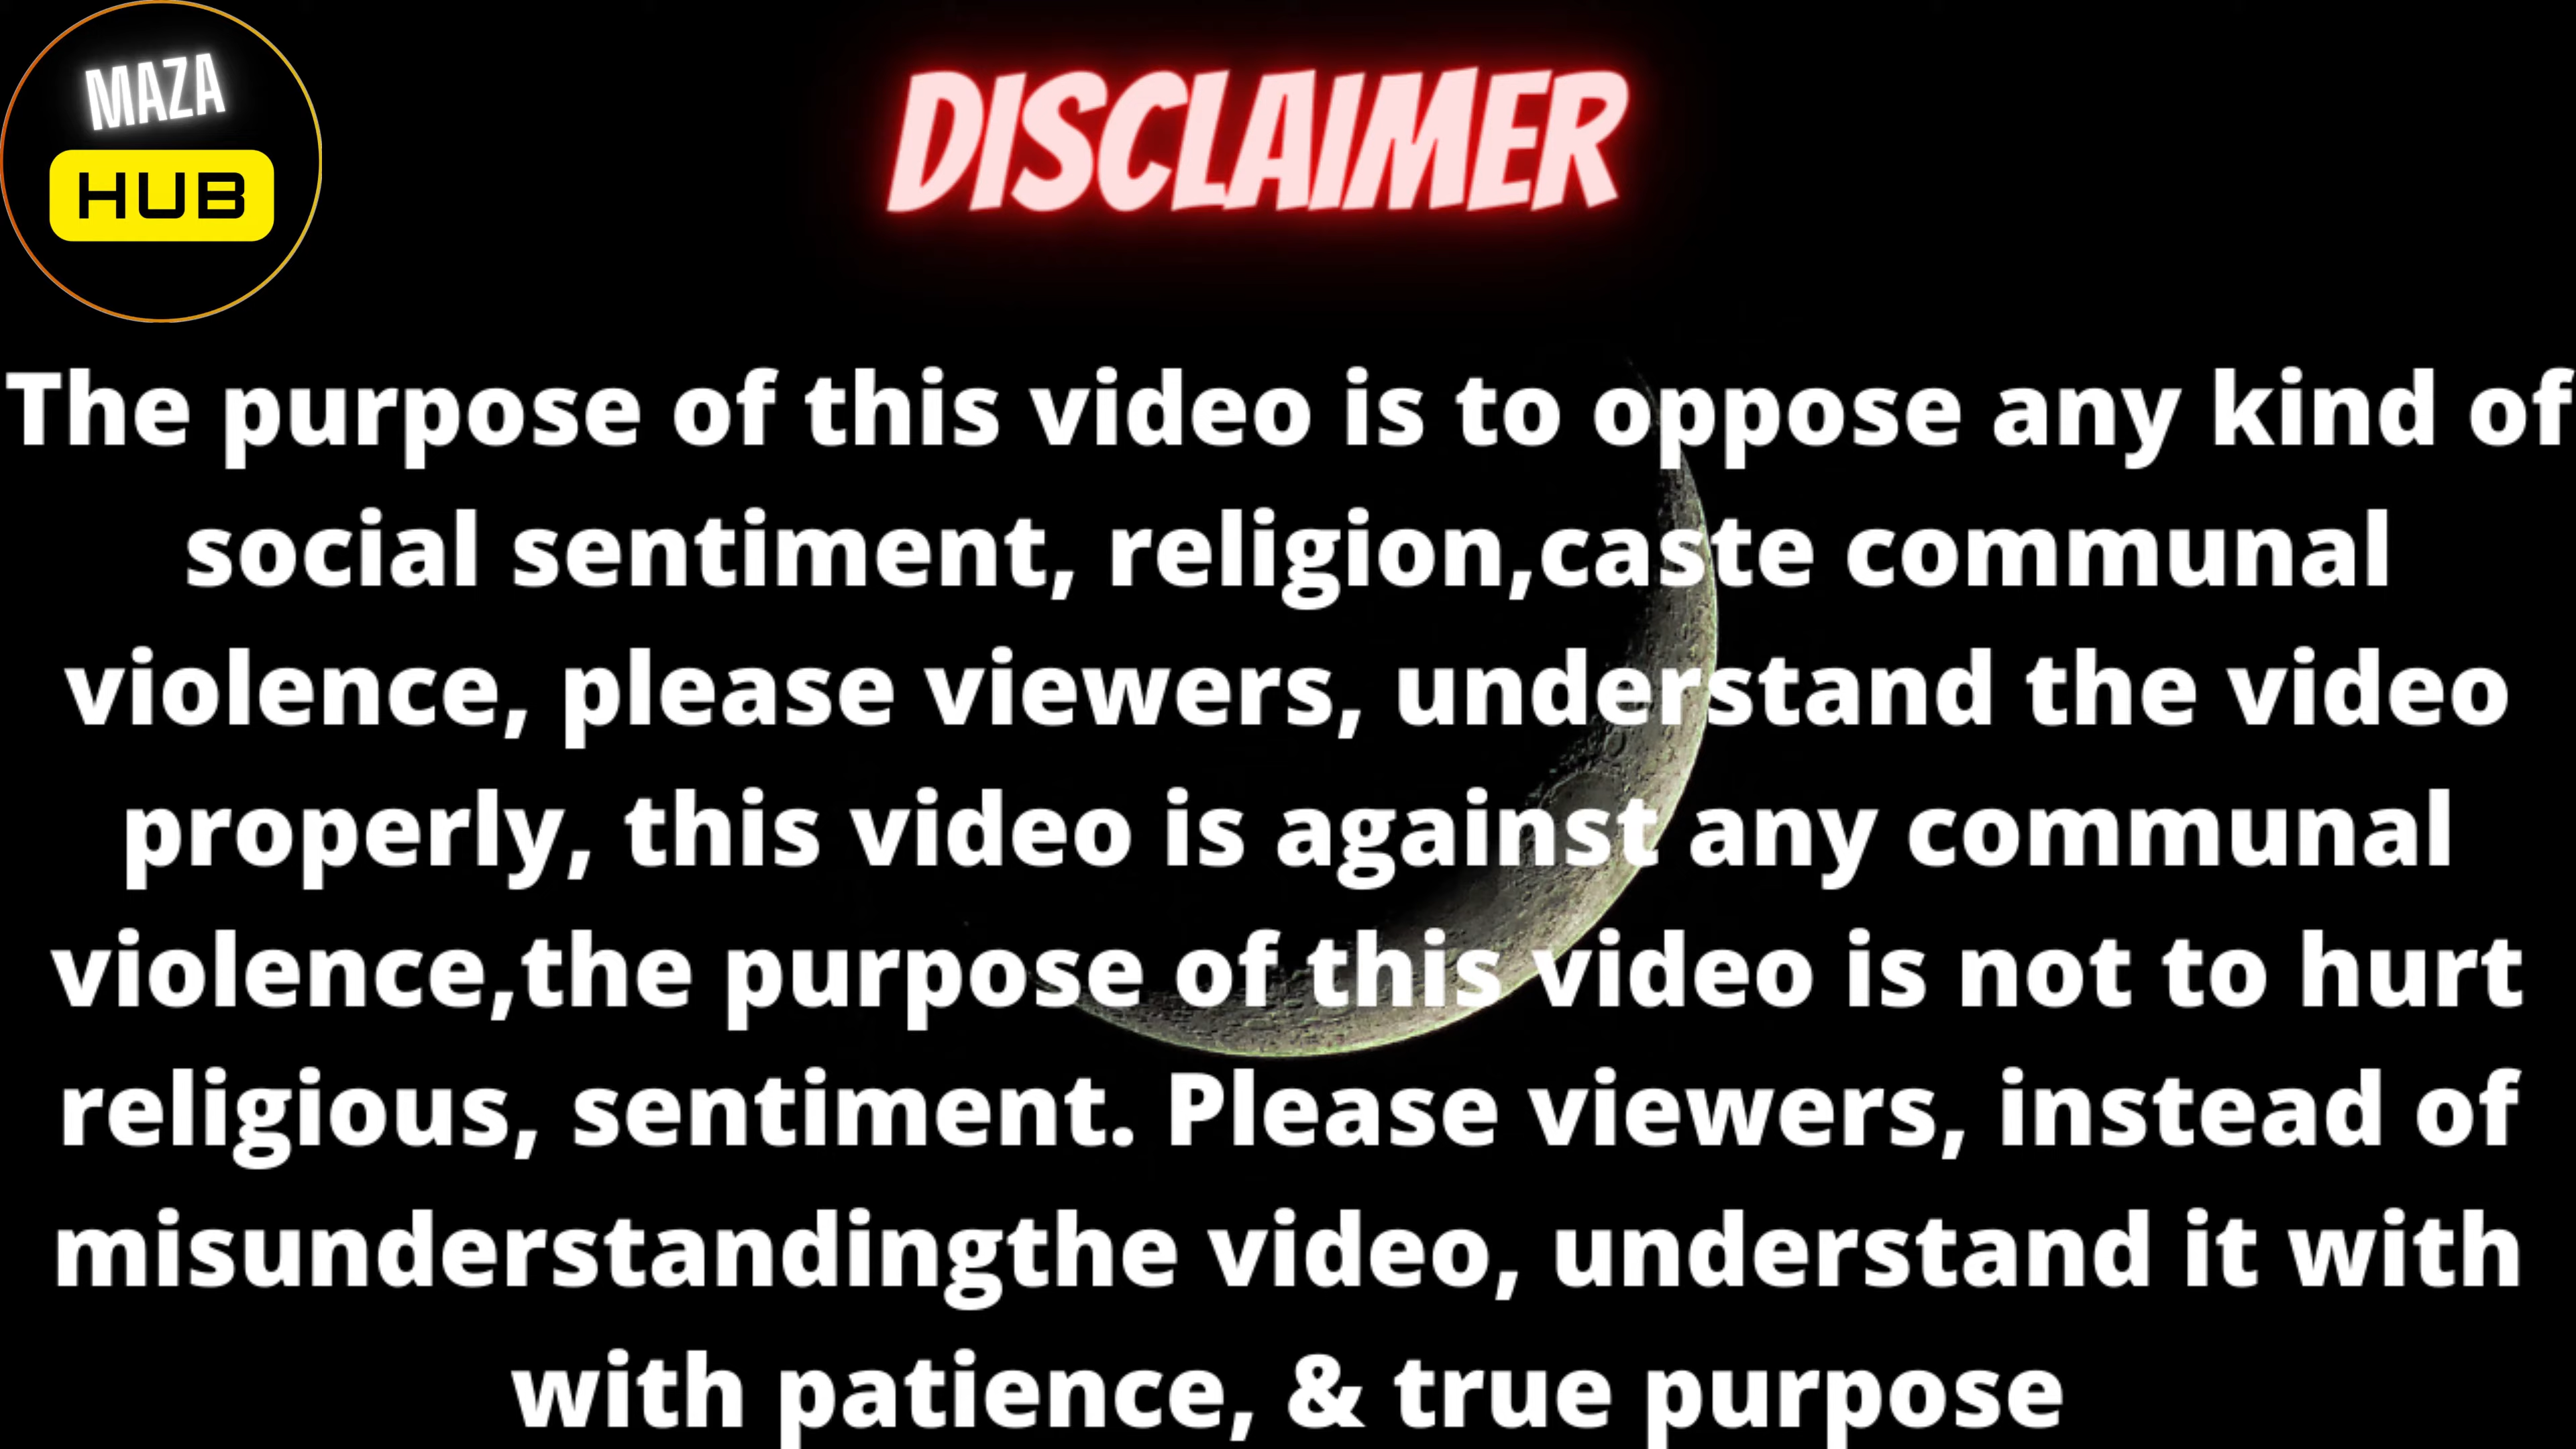 MAZA
HUB
DISCLAIMER
The purpose of this video is to oppose any kind of
social sentiment, religion,caste communal
violence, please viewers, understand the video
properly, this video is against any communal
violence,the purpose of this video is not to hurt
religious, sentiment. Please viewers, instead of
misunderstandingthe video, understand it with
with patience, & true purpose